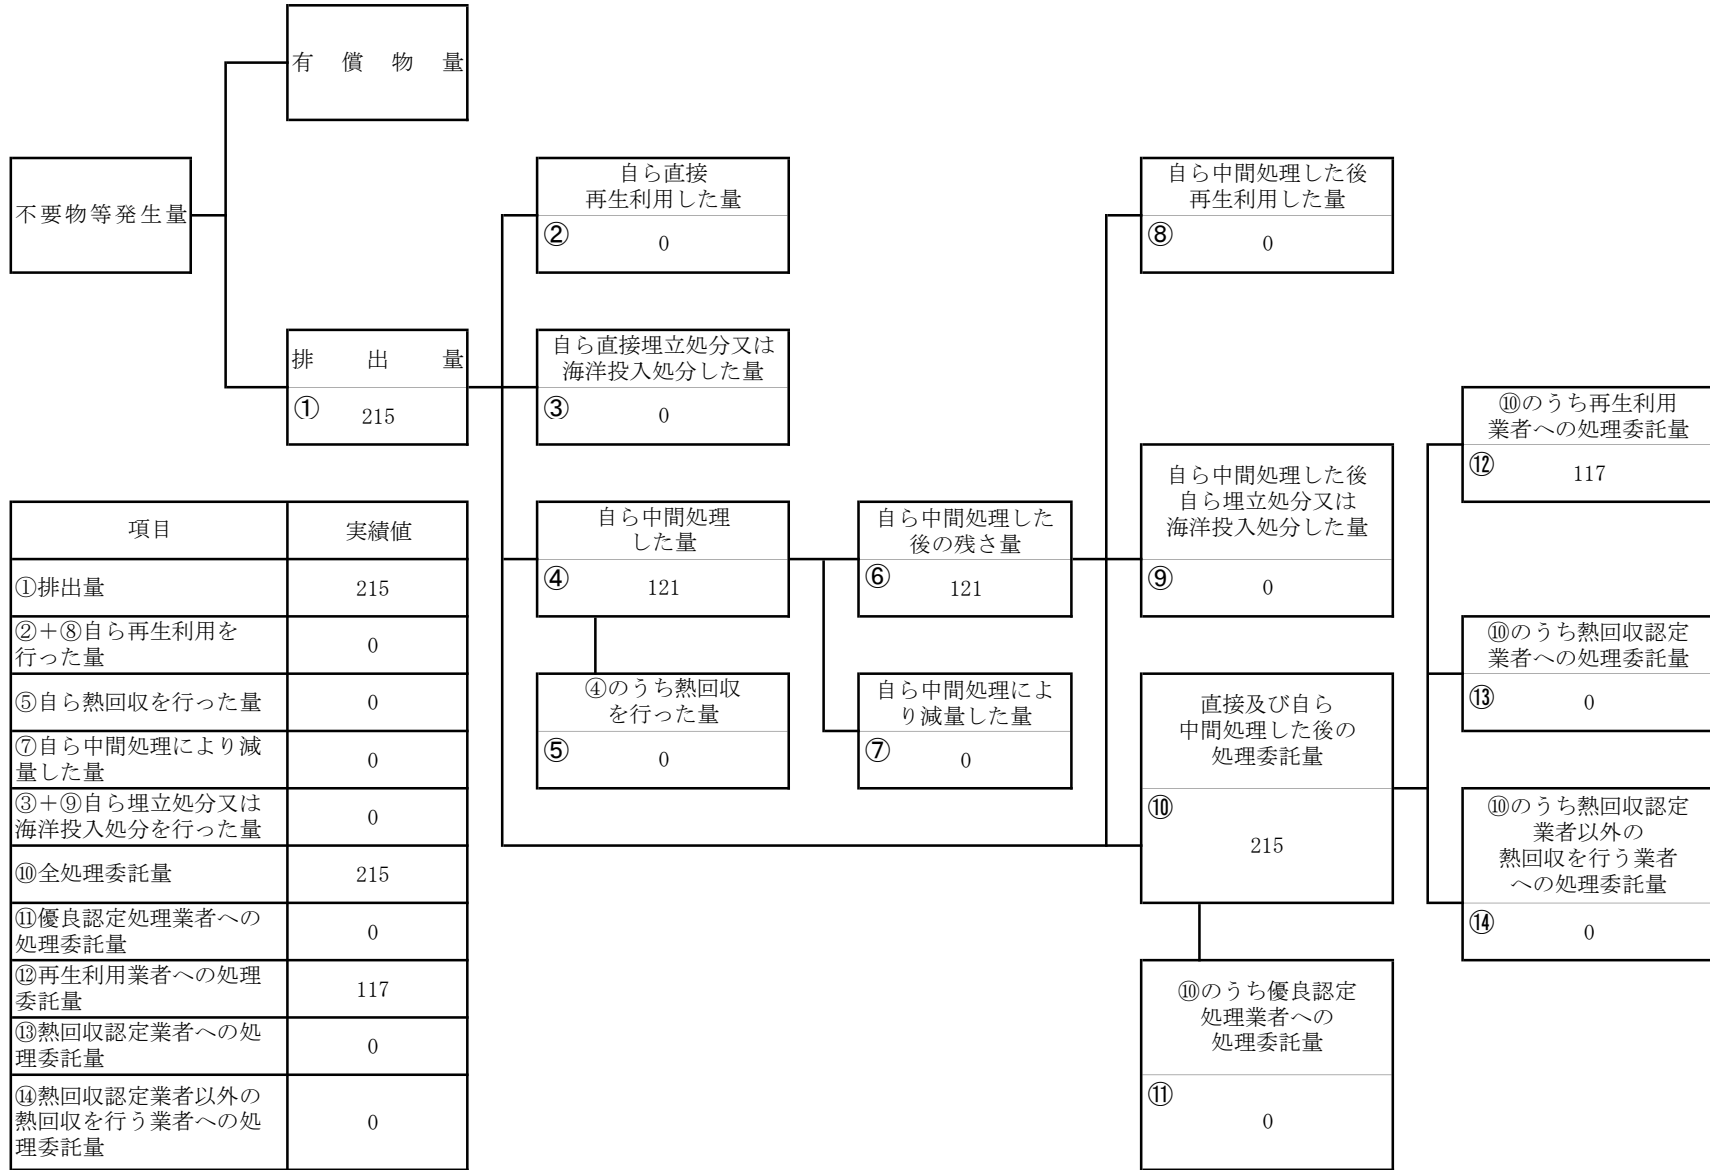 有償物量
不要物等発生量
自ら直接
再生利用した量
②
0
自ら中間処理した後
再生利用した量
⑧
0
排出量
①
215
自ら直接埋立処分又は
海洋投入処分した量
③
0
⑩のうち再生利用
業者への処理委託量
⑫
117
自ら中間処理した後
自ら埋立処分又は
海洋投入処分した量
⑨
0
自ら中間処理
した量
④
121
自ら中間処理した
後の残さ量
⑥
121
④のうち熱回収
を行った量
⑤
0
自ら中間処理によ
り減量した量
⑦
0
直接及び自ら
中間処理した後の
処理委託量
⑩
215
⑩のうち熱回収認定
業者への処理委託量
⑬
0
⑩のうち熱回収認定
業者以外の
熱回収を行う業者
への処理委託量
⑭
0
⑩のうち優良認定
処理業者への
処理委託量
⑪
0
項目 実績値
①排出量 215
②＋⑧自ら再生利用を
行った量 0
⑤自ら熱回収を行った量 0
⑦自ら中間処理により減
量した量 0
③＋⑨自ら埋立処分又は
海洋投入処分を行った量 0
⑩全処理委託量 215
⑪優良認定処理業者への
処理委託量 0
⑫再生利用業者への処理
委託量 117
⑬熱回収認定業者への処
理委託量 0
⑭熱回収認定業者以外の
熱回収を行う業者への処
理委託量 0